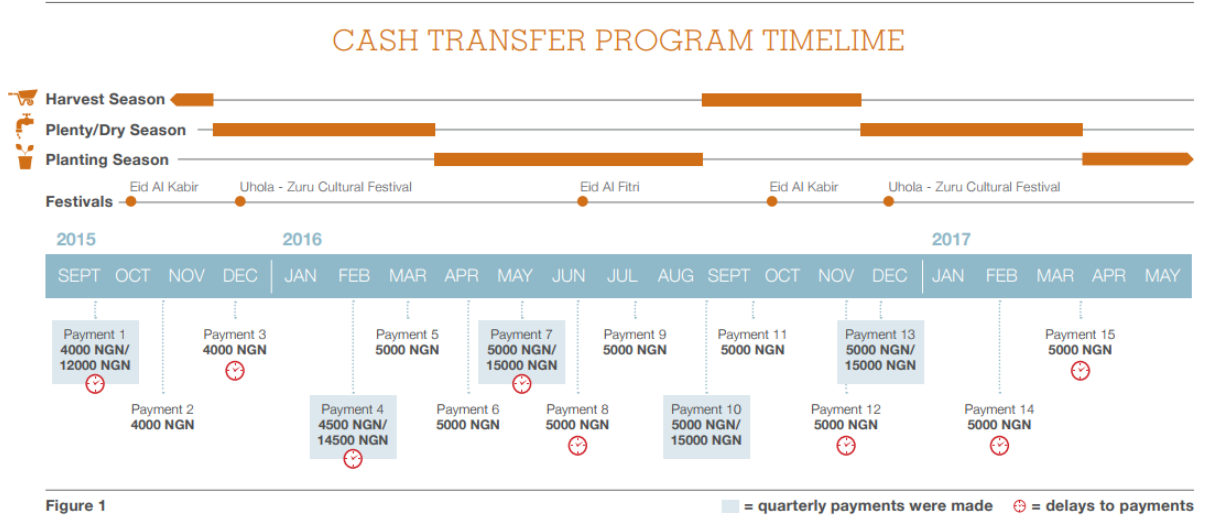 CASH TRANSFER PROGRAM TIMELIME
Harvest Season
Plenty/Dry Season
Planting Season
Eid Al Kabir Uhola - Zuru Cultural Festival Eid Al Fitri Eid Al Kabir Uhola - Zuru Cultural Festival
Festivals
2015 2016 2017
SEPT OCT NOV DEC JAN FEB MAR APR MAY JUN JUL AUG SEPT OCT NOV DEC JAN FEB MAR APR MAY
Payment 1
4000 NGN/
12000 NGN
Payment 3
4000 NGN
Payment 5
5000 NGN
Payment 7
5000 NGN/
15000 NGN
Payment 9
5000 NGN
Payment 11
5000 NGN
Payment 13
5000 NGN/
15000 NGN
Payment 15
5000 NGN
Payment 2
4000 NGN
Payment 4
4500 NGN/
14500 NGN
Payment 6
5000 NGN
Payment 8
5000 NGN
Payment 10
5000 NGN/
15000 NGN
Payment 12
5000 NGN
Payment 14
5000 NGN
Figure 1
= quarterly payments were made = delays to payments